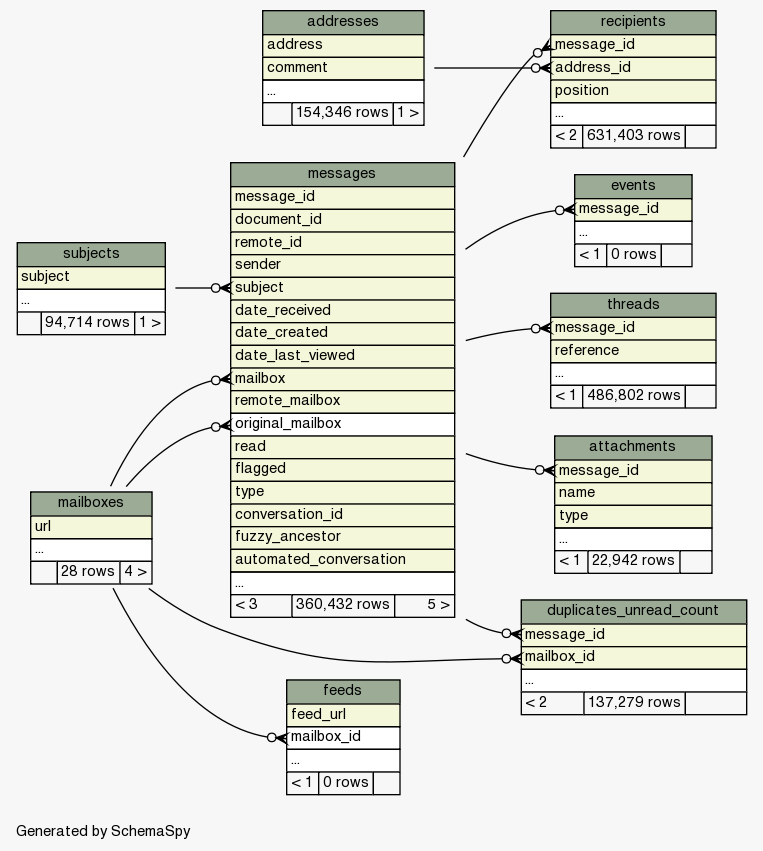 addresses
address
comment
...
154,346 rows 1 >
recipients
message_id
address_id
position
...
< 2 631,403 rows
messages
message_id
document_id
remote_id
sender
subject
date_received
date_created
date_last_viewed
mailbox
remote_mailbox
original_mailbox
read
flagged
type
conversation_id
fuzzy_ancestor
automated_conversation
...
< 3 360,432 rows 5 >
events
message_id
...
< 1 0 rows
subjects
subject
...
94,714 rows 1 >
threads
message_id
reference
...
< 1 486,802 rows
attachments
message_id
name
type
...
< 1 22,942 rows
mailboxes
url
...
28 rows 4 >
duplicates_unread_count
message_id
mailbox_id
...
< 2 137,279 rows
feeds
feed_url
mailbox_id
...
< 1 0 rows
Generated by SchemaSpy